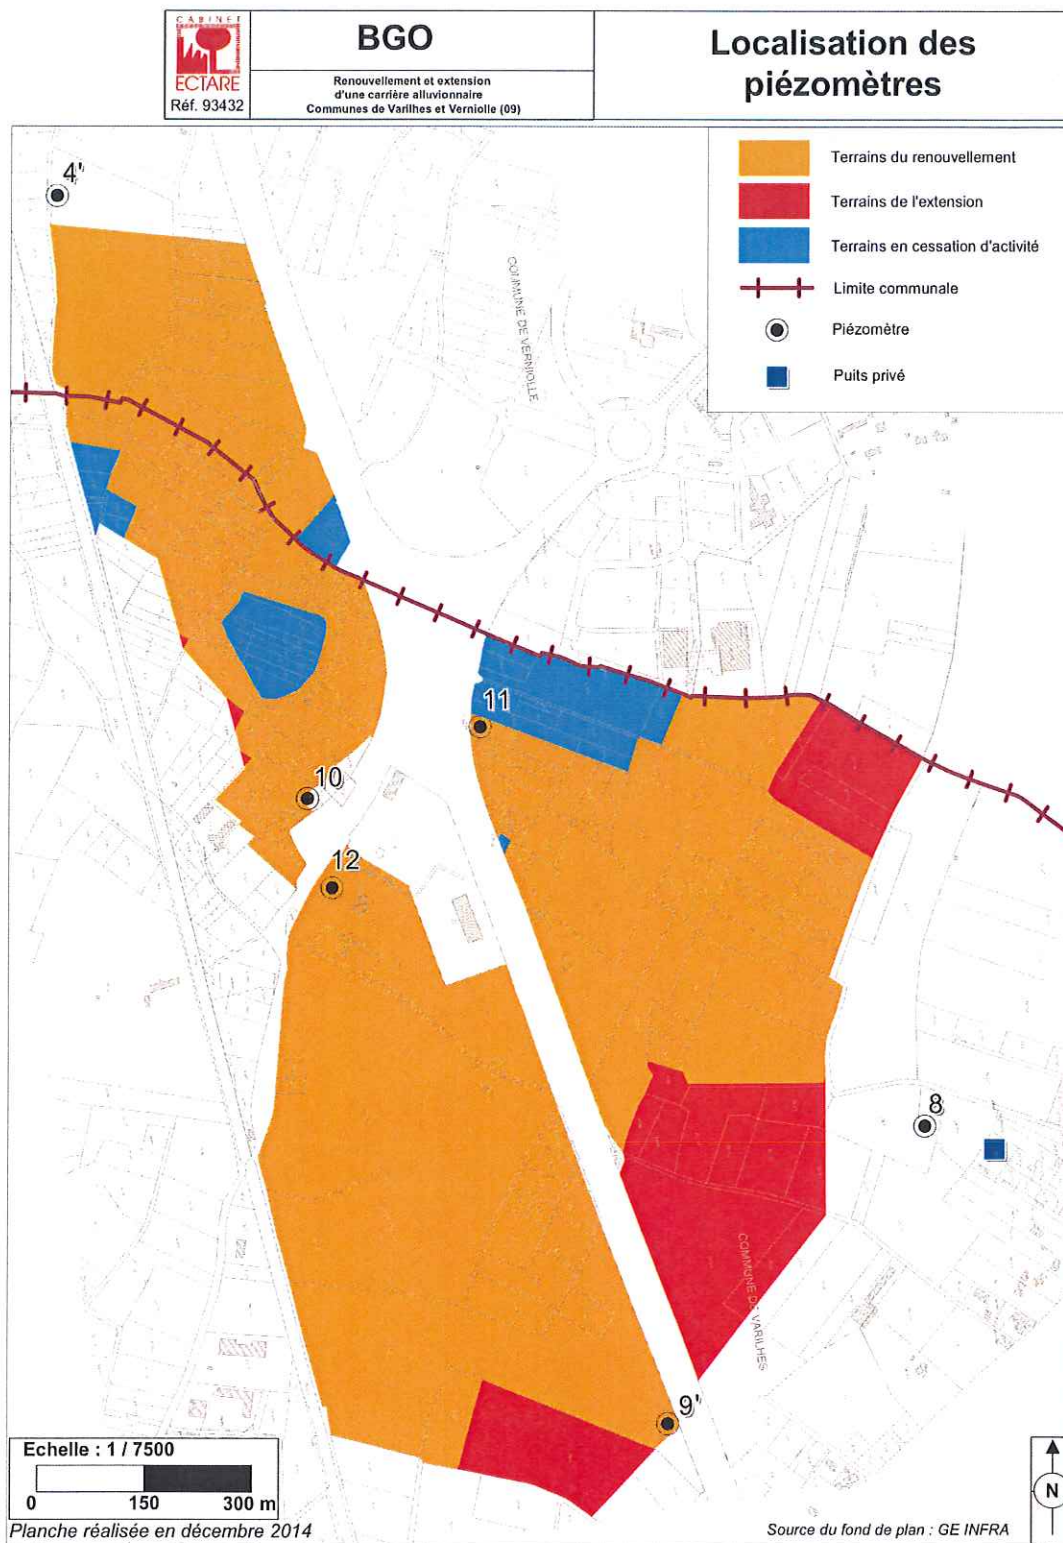 CABINET
ECTARE
Réf. 93432
BGO
Renouvellement et extension
d'une carrière alluvionnaire
Communes de Varilhes et Verniolle (09)
Localisation des
piézomètres
Terrains du renouvellement
Terrains de l'extension
Terrains en cessation d'activité
Limite communale
Piézomètre
Puits privé
4'
COMMUNE DE VERNIOLLE
11
10
12
8
COMMUNE DE VARILHES
9'
Echelle : 1 / 7500
0 150 300 m
N
Planche réalisée en décembre 2014
Source du fond de plan : GE INFRA